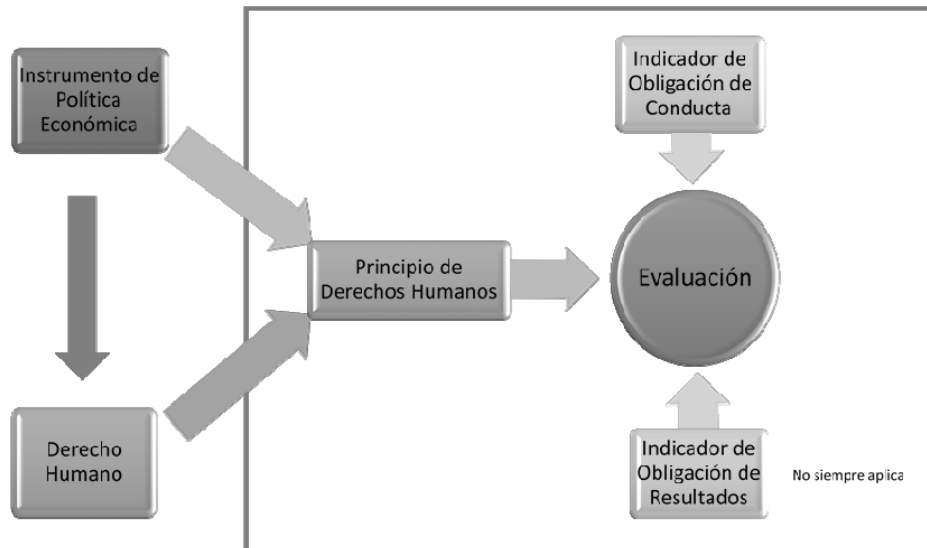 Instrumento de
Política
Económica
Indicador de
Obligación de
Conducta
Principio de
Derechos Humanos
Evaluación
Derecho
Humano
Indicador de
Obligación de
Resultados
No siempre aplica